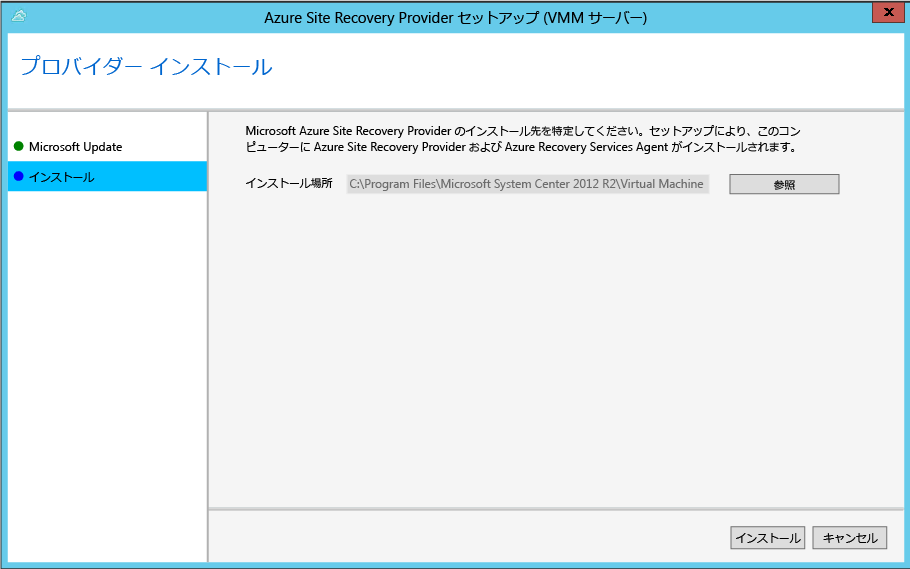 Azure Site Recovery Provider セットアップ (VMM サーバー)
プロバイダー インストール
Microsoft Update
インストール
Microsoft Azure Site Recovery Provider のインストール先を特定してください。セットアップにより、このコン
ピューターに Azure Site Recovery Provider および Azure Recovery Services Agent がインストールされます。
インストール場所 C:\Program Files\Microsoft System Center 2012 R2\Virtual Machine 参照
インストール キャンセル